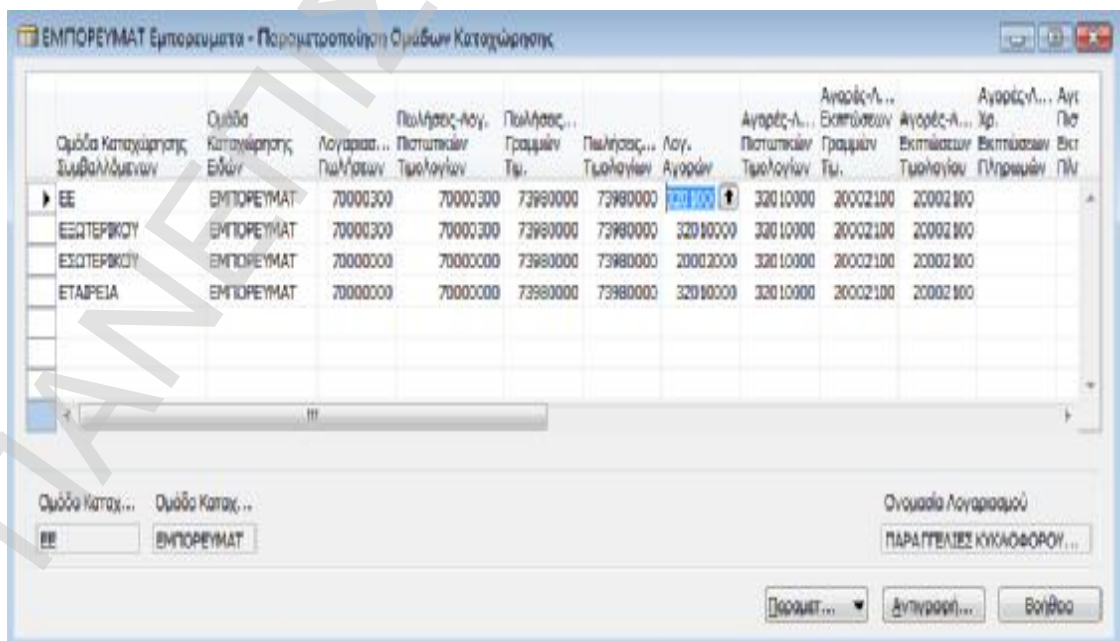 ΕΜΠΟΡΕΥΜΑΤ Εμπορευματα - Παραμετροποίηση Ομάδων Καταχώρησης
Ομάδα Καταχώρησης Συμβαλλόμενων
Ομάδα Καταχώρησης Ειδών
Λογαριασ... Πωλήσεων
Πωλήσεις-Λογ. Πιστωτικών Τιμολογίων
Πωλήσεις... Γραμμών Τιμ.
Πωλήσεις... Τιμολογίων
Λογ. Αγορών
Αγορές-Λ... Πιστωτικών Τιμολογίων
Αγορές-Λ... Εκπτώσεων Γραμμών Τιμ.
Αγορές-Λ... Εκπτώσεων Τιμολογίου
Αγορές-Λ... Χρ. Εκπτώσεων Πληρωμών
ΕΕ ΕΜΠΟΡΕΥΜΑΤ 70000300 70000300 73980000 73980000 32010000 20002100 20002100
ΕΞΩΤΕΡΙΚΟΥ ΕΜΠΟΡΕΥΜΑΤ 70000300 70000300 73980000 73980000 32010000 32010000 20002100 20002100
ΕΣΩΤΕΡΙΚΟΥ ΕΜΠΟΡΕΥΜΑΤ 70000000 70000000 73980000 73980000 20002000 32010000 20002100 20002100
ΕΤΑΙΡΕΙΑ ΕΜΠΟΡΕΥΜΑΤ 70000000 70000000 73980000 73980000 32010000 32010000 20002100 20002100
Ομάδα Καταχ... Ομάδα Καταχ... Ονομασία Λογαριασμού
ΕΕ ΕΜΠΟΡΕΥΜΑΤ ΠΑΡΑΓΓΕΛΙΕΣ ΚΥΚΛΟΦΟΡΟΥ...
Παραμετ... Αντιγραφή... Βοήθεια